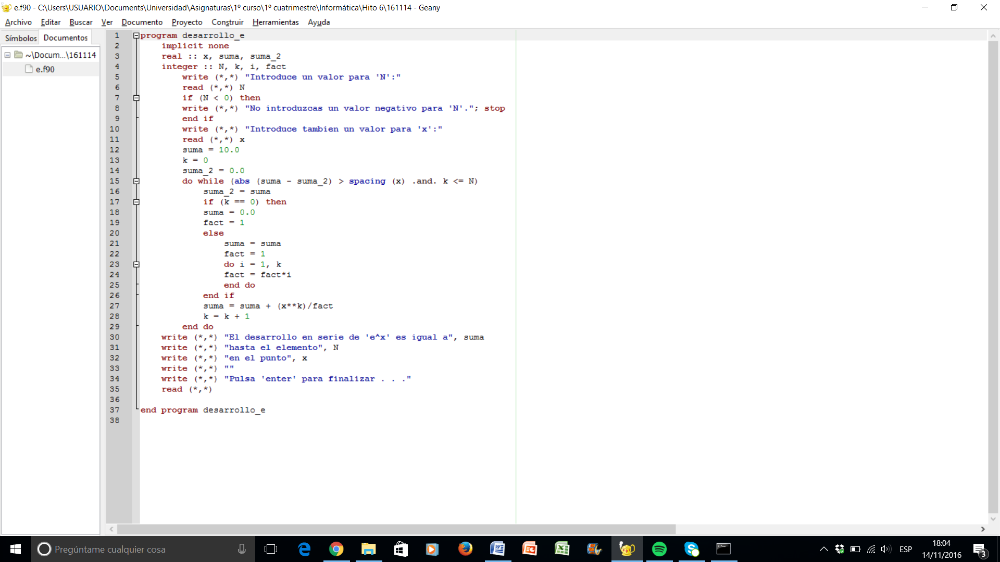 e.f90 - C:\Users\USUARIO\Documents\Universidad\Asignaturas\1º curso\1º cuatrimestre\Informática\Hito 6\161114 - Geany
Archivo Editar Buscar Ver Documento Proyecto Construir Herramientas Ayuda
Símbolos Documentos
~\Docum...\161114
e.f90
1 program desarrollo_e
2 implicit none
3 real :: x, suma, suma_2
4 integer :: N, k, i, fact
5 write (*,*) "Introduce un valor para 'N':"
6 read (*,*) N
7 if (N < 0) then
8 write (*,*) "No introduzcas un valor negativo para 'N'."; stop
9 end if
10 write (*,*) "Introduce tambien un valor para 'x':"
11 read (*,*) x
12 suma = 10.0
13 k = 0
14 suma_2 = 0.0
15 do while (abs (suma - suma_2) > spacing (x) .and. k <= N)
16 suma_2 = suma
17 if (k == 0) then
18 suma = 0.0
19 fact = 1
20 else
21 suma = suma
22 fact = 1
23 do i = 1, k
24 fact = fact*i
25 end do
26 end if
27 suma = suma + (x**k)/fact
28 k = k + 1
29 end do
30 write (*,*) "El desarrollo en serie de 'e^x' es igual a", suma
31 write (*,*) "hasta el elemento", N
32 write (*,*) "en el punto", x
33 write (*,*) ""
34 write (*,*) "Pulsa 'enter' para finalizar . . ."
35 read (*,*)
36
37 end program desarrollo_e
38
Pregúntame cualquier cosa
ESP
18:04
14/11/2016
3